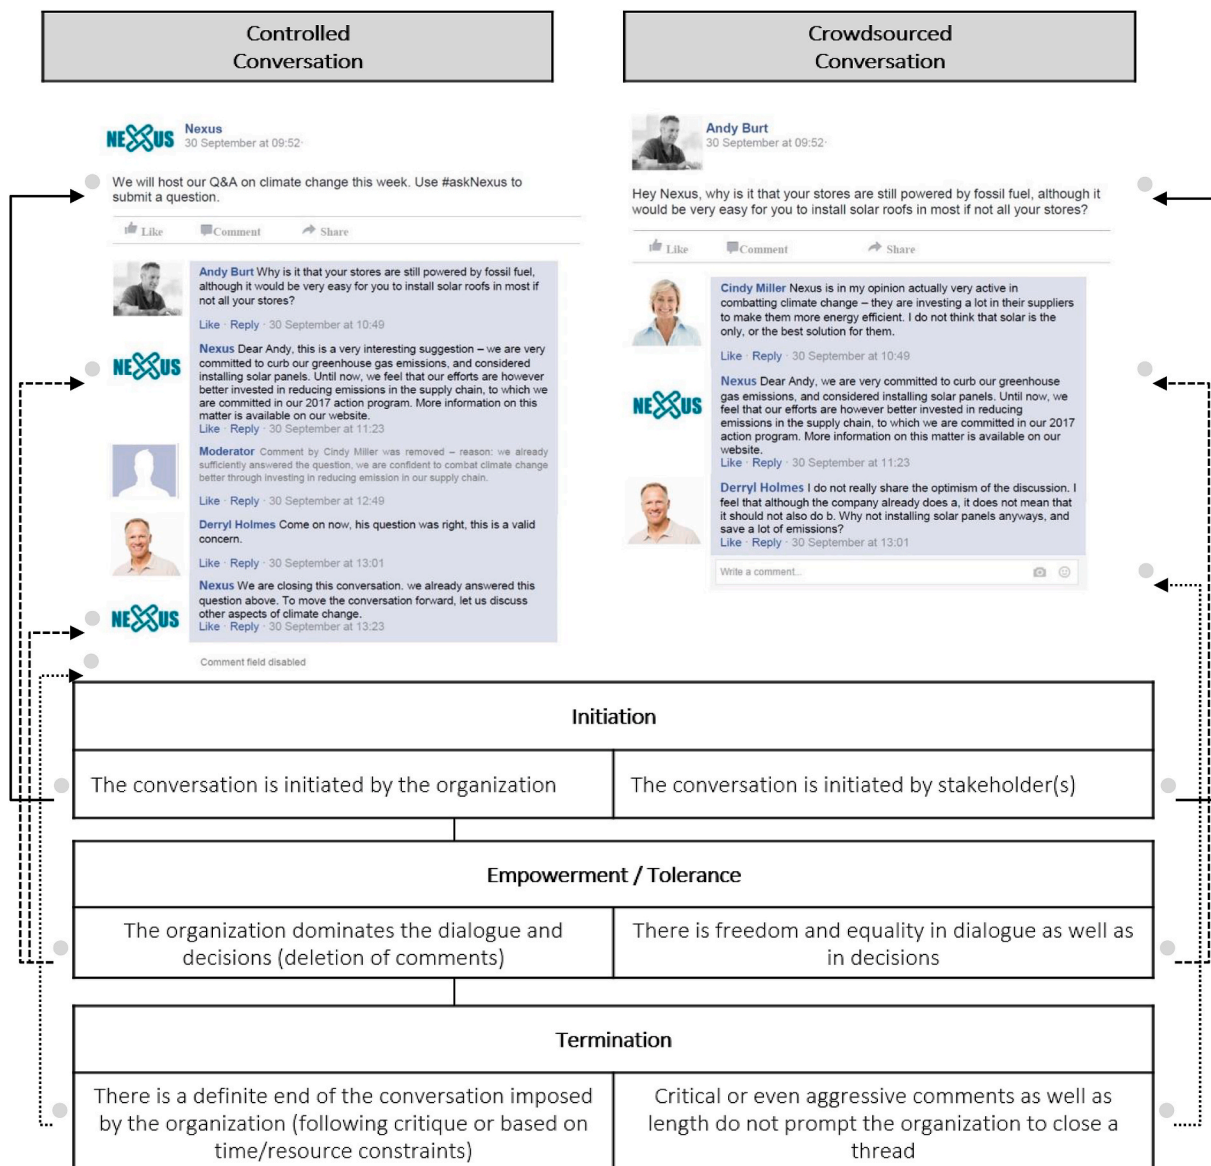 Controlled
Conversation
Crowdsourced
Conversation
NEXUS
Nexus
30 September at 09:52·
We will host our Q&A on climate change this week. Use #askNexus to
submit a question.
Like Comment Share
Andy Burt Why is it that your stores are still powered by fossil fuel,
although it would be very easy for you to install solar roofs in most if
not all your stores?
Like · Reply · 30 September at 10:49
NEXUS
Nexus Dear Andy, this is a very interesting suggestion – we are very
committed to curb our greenhouse gas emissions, and considered
installing solar panels. Until now, we feel that our efforts are however
better invested in reducing emissions in the supply chain, to which we
are committed in our 2017 action program. More information on this
matter is available on our website.
Like · Reply · 30 September at 11:23
Moderator Comment by Cindy Miller was removed – reason: we already
sufficiently answered the question, we are confident to combat climate change
better through investing in reducing emission in our supply chain.
Like · Reply · 30 September at 12:49
Derryl Holmes Come on now, his question was right, this is a valid
concern.
Like · Reply · 30 September at 13:01
NEXUS
Nexus We are closing this conversation. we already answered this
question above. To move the conversation forward, let us discuss
other aspects of climate change.
Like · Reply · 30 September at 13:23
Comment field disabled
Andy Burt
30 September at 09:52·
Hey Nexus, why is it that your stores are still powered by fossil fuel, although it
would be very easy for you to install solar roofs in most if not all your stores?
Like Comment Share
Cindy Miller Nexus is in my opinion actually very active in
combatting climate change – they are investing a lot in their suppliers
to make them more energy efficient. I do not think that solar is the
only, or the best solution for them.
Like · Reply · 30 September at 10:49
NEXUS
Nexus Dear Andy, we are very committed to curb our greenhouse
gas emissions, and considered installing solar panels. Until now, we
feel that our efforts are however better invested in reducing
emissions in the supply chain, to which we are committed in our 2017
action program. More information on this matter is available on our
website.
Like · Reply · 30 September at 11:23
Derryl Holmes I do not really share the optimism of the discussion. I
feel that although the company already does a, it does not mean that
it should not also do b. Why not installing solar panels anyways, and
save a lot of emissions?
Like · Reply · 30 September at 13:01
Write a comment...
Initiation
The conversation is initiated by the organization
The conversation is initiated by stakeholder(s)
Empowerment / Tolerance
The organization dominates the dialogue and
decisions (deletion of comments)
There is freedom and equality in dialogue as well as
in decisions
Termination
There is a definite end of the conversation imposed
by the organization (following critique or based on
time/resource constraints)
Critical or even aggressive comments as well as
length do not prompt the organization to close a
thread